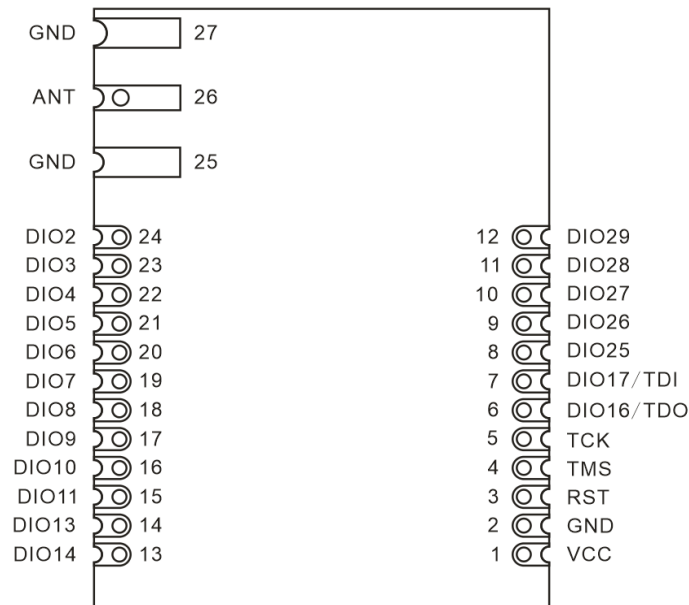 GND 27
ANT 26
GND 25
DIO2 24 12 DIO29
DIO3 23 11 DIO28
DIO4 22 10 DIO27
DIO5 21 9 DIO26
DIO6 20 8 DIO25
DIO7 19 7 DIO17/TDI
DIO8 18 6 DIO16/TDO
DIO9 17 5 TCK
DIO10 16 4 TMS
DIO11 15 3 RST
DIO13 14 2 GND
DIO14 13 1 VCC